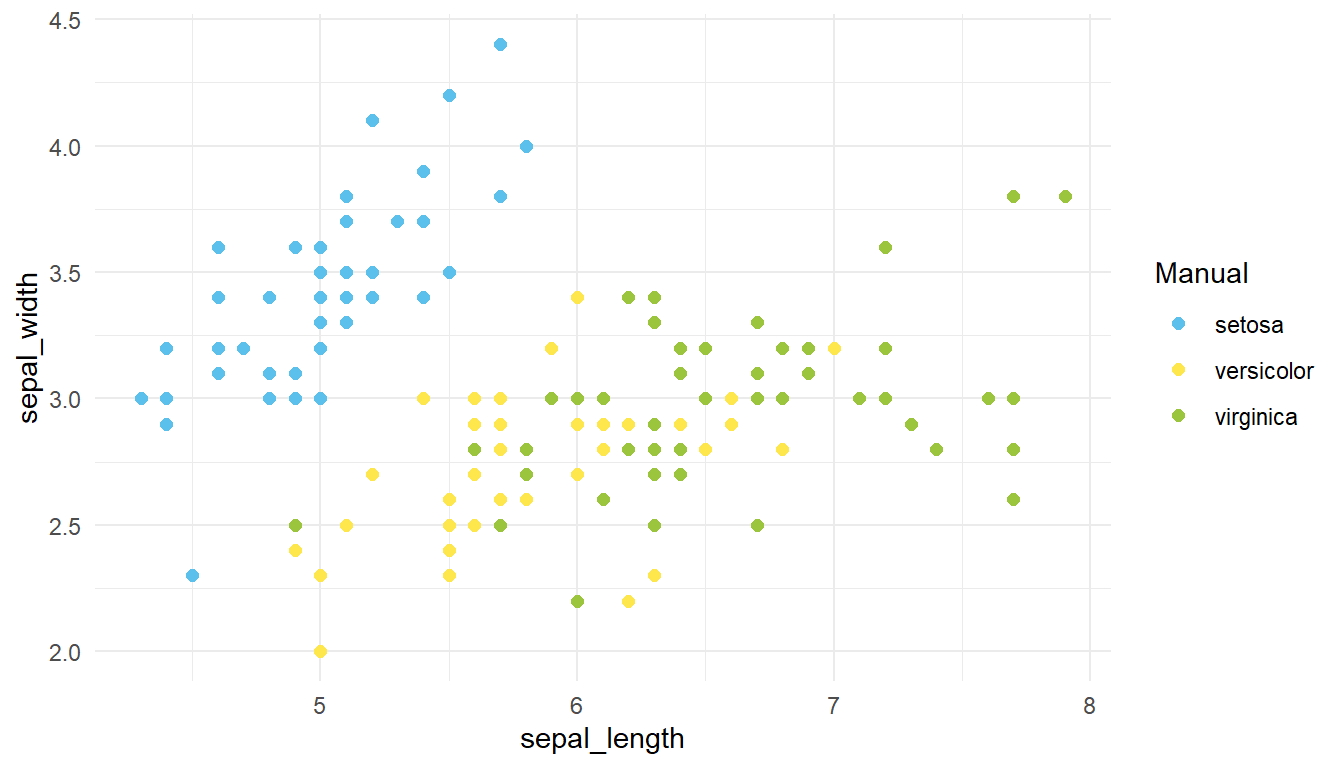 4.5
4.0
3.5
3.0
2.5
2.0
sepal_width
5 6 7 8
sepal_length
Manual
setosa
versicolor
virginica